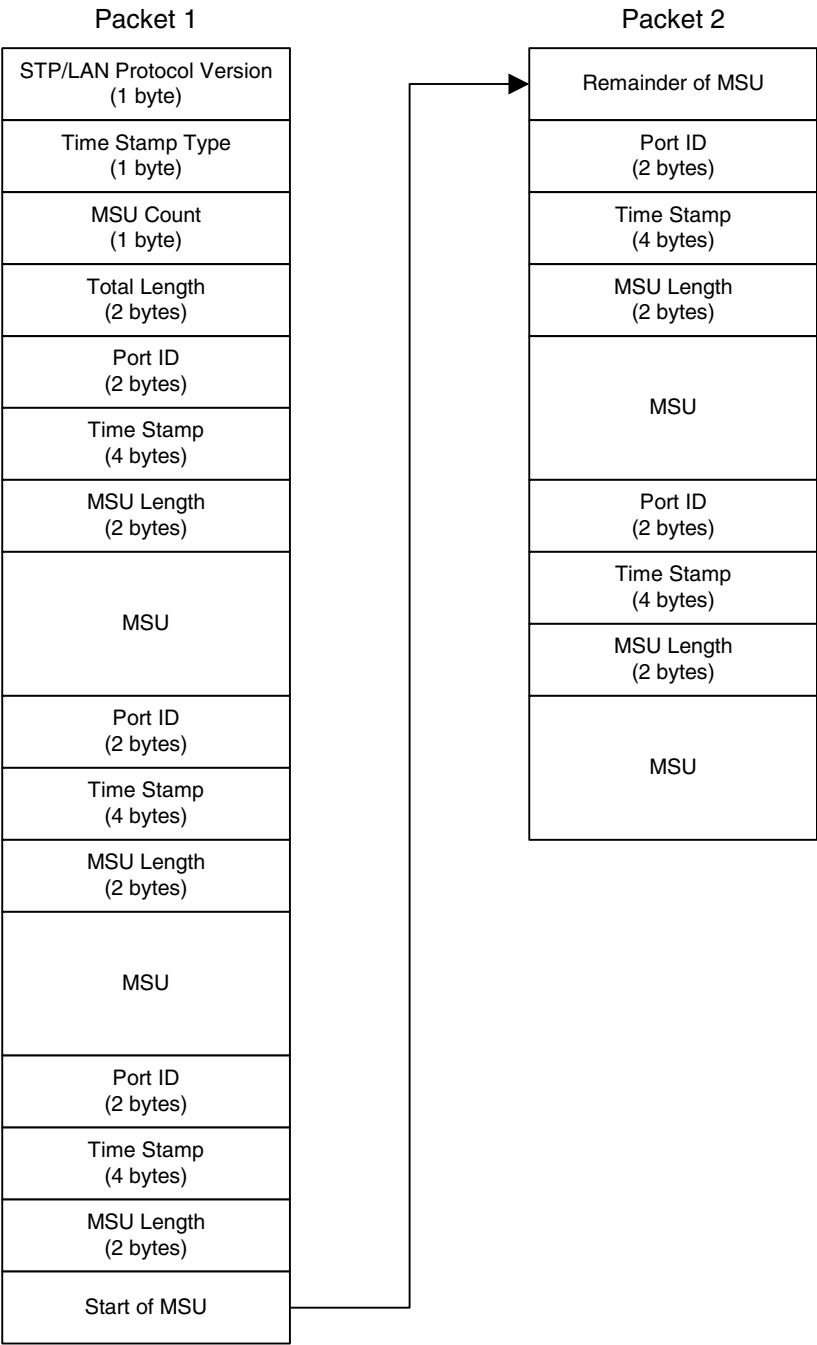 Packet 1
STP/LAN Protocol Version
(1 byte)
Time Stamp Type
(1 byte)
MSU Count
(1 byte)
Total Length
(2 bytes)
Port ID
(2 bytes)
Time Stamp
(4 bytes)
MSU Length
(2 bytes)
MSU
Port ID
(2 bytes)
Time Stamp
(4 bytes)
MSU Length
(2 bytes)
MSU
Port ID
(2 bytes)
Time Stamp
(4 bytes)
MSU Length
(2 bytes)
Start of MSU
Packet 2
Remainder of MSU
Port ID
(2 bytes)
Time Stamp
(4 bytes)
MSU Length
(2 bytes)
MSU
Port ID
(2 bytes)
Time Stamp
(4 bytes)
MSU Length
(2 bytes)
MSU